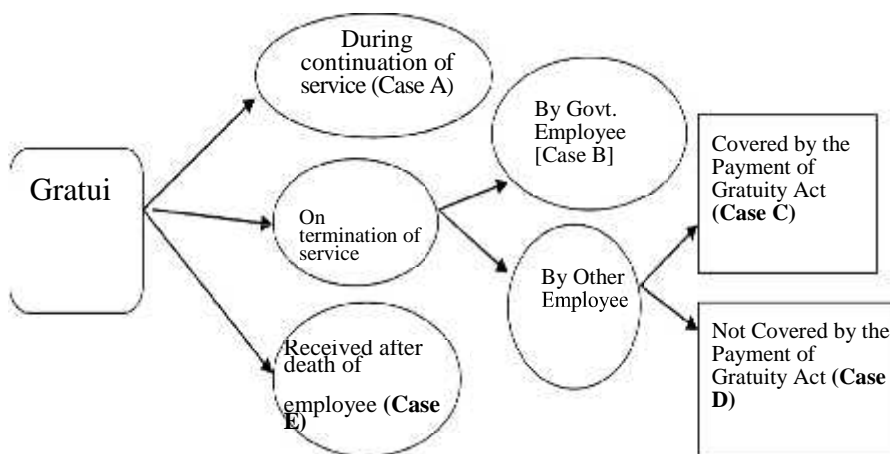 Gratui
During
continuation of
service (Case A)
On
termination of
service
Received after
death of
employee (Case
E)
By Govt.
Employee
[Case B]
By Other
Employee
Covered by the
Payment of
Gratuity Act
(Case C)
Not Covered by the
Payment of
Gratuity Act (Case
D)